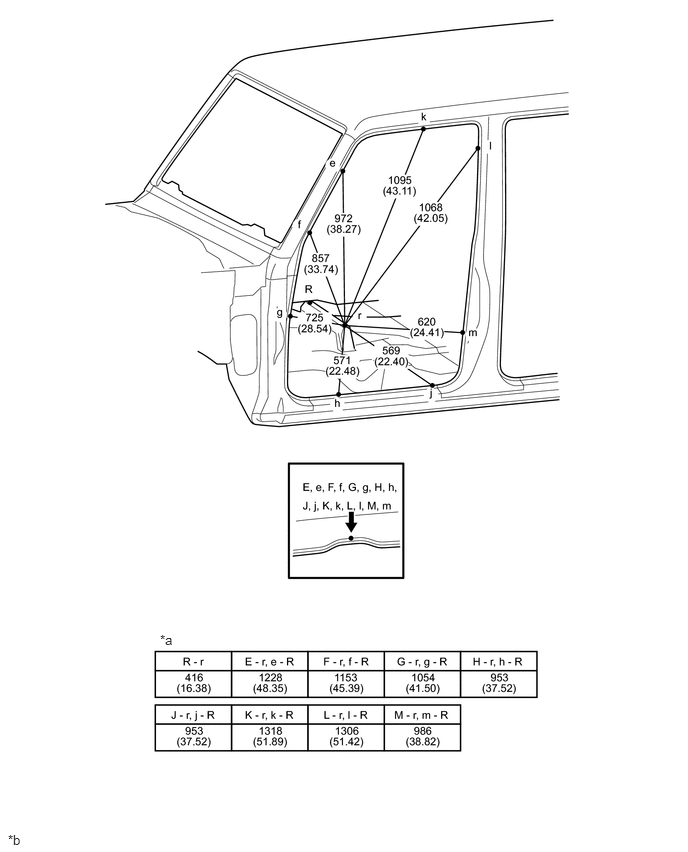 k
l
e
1095
(43.11)
1068
(42.05)
972
(38.27)
f
857
(33.74)
R
g
r
725
(28.54)
620
(24.41)
m
569
(22.40)
571
(22.48)
h
j
E, e, F, f, G, g, H, h,
J, j, K, k, L, l, M, m
*a
R - r E - r, e - R F - r, f - R G - r, g - R H - r, h - R
416 1228 1153 1054 953
(16.38) (48.35) (45.39) (41.50) (37.52)
J - r, j - R K - r, k - R L - r, l - R M - r, m - R
953 1318 1306 986
(37.52) (51.89) (51.42) (38.82)
*b